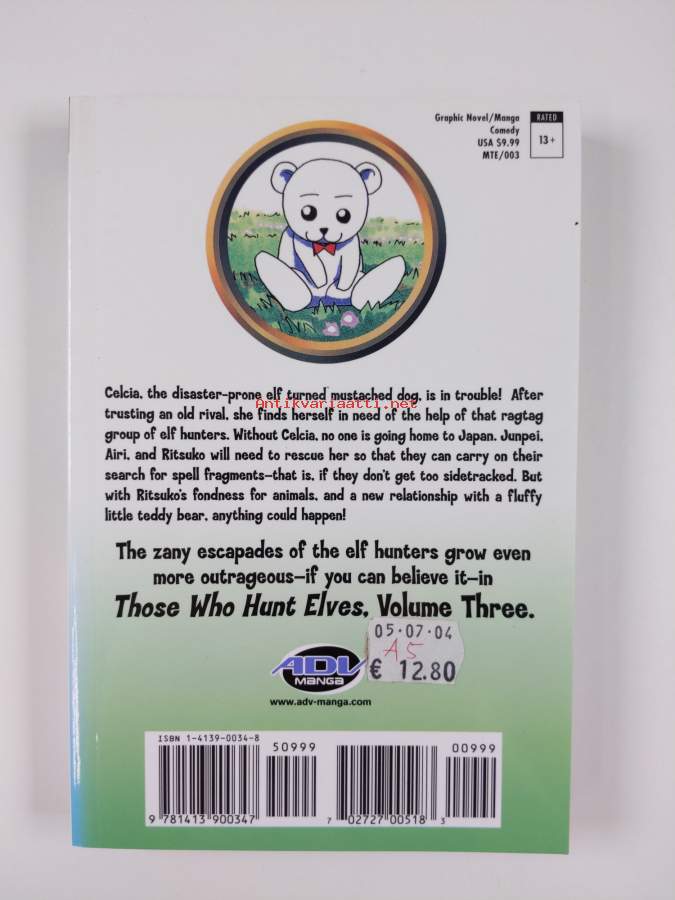 Graphic Novel/Manga
Comedy
USA $9.99
MTE/003
RATED
13+
Celcia, the disaster-prone elf turned mustached dog, is in trouble! After
Antikvariaatti.net
trusting an old rival, she finds herself in need of the help of that ragtag
group of elf hunters. Without Celcia, no one is going home to Japan. Junpei,
Airi, and Ritsuko will need to rescue her so that they can carry on their
search for spell fragments—that is, if they don't get too sidetracked. But
with Ritsuko's fondness for animals, and a new relationship with a fluffy
little teddy bear, anything could happen!
The zany escapades of the elf hunters grow even
more outrageous—if you can believe it—in
Those Who Hunt Elves, Volume Three.
05·07·04
A5
€ 12.80
ADV
MANGA
www.adv-manga.com
ISBN 1-4139-0034-8
50999
00999
9 781413 900347
7 02727 00518 3